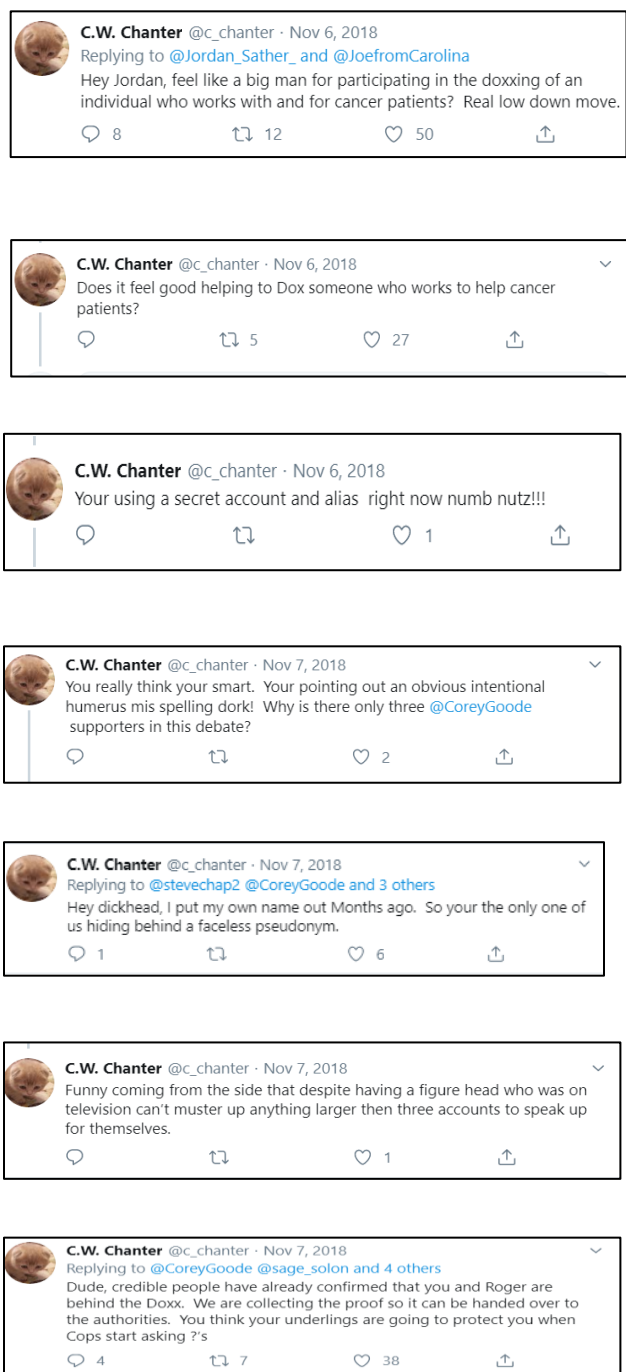 C.W. Chanter @c_chanter · Nov 6, 2018
Replying to @Jordan_Sather_ and @JoefromCarolina
Hey Jordan, feel like a big man for participating in the doxxing of an
individual who works with and for cancer patients?  Real low down move.
8 12 50
C.W. Chanter @c_chanter · Nov 6, 2018
Does it feel good helping to Dox someone who works to help cancer
patients?
5 27
C.W. Chanter @c_chanter · Nov 6, 2018
Your using a secret account and alias  right now numb nutz!!!
1
C.W. Chanter @c_chanter · Nov 7, 2018
You really think your smart.  Your pointing out an obvious intentional
humerus mis spelling dork!  Why is there only three @CoreyGoode
supporters in this debate?
2
C.W. Chanter @c_chanter · Nov 7, 2018
Replying to @stevechap2 @CoreyGoode and 3 others
Hey dickhead, I put my own name out Months ago.  So your the only one of
us hiding behind a faceless pseudonym.
1 6
C.W. Chanter @c_chanter · Nov 7, 2018
Funny coming from the side that despite having a figure head who was on
television can't muster up anything larger then three accounts to speak up
for themselves.
1
C.W. Chanter @c_chanter · Nov 7, 2018
Replying to @CoreyGoode @sage_solon and 4 others
Dude, credible people have already confirmed that you and Roger are
behind the Doxx.  We are collecting the proof so it can be handed over to
the authorities.  You think your underlings are going to protect you when
Cops start asking ?'s
4 7 38